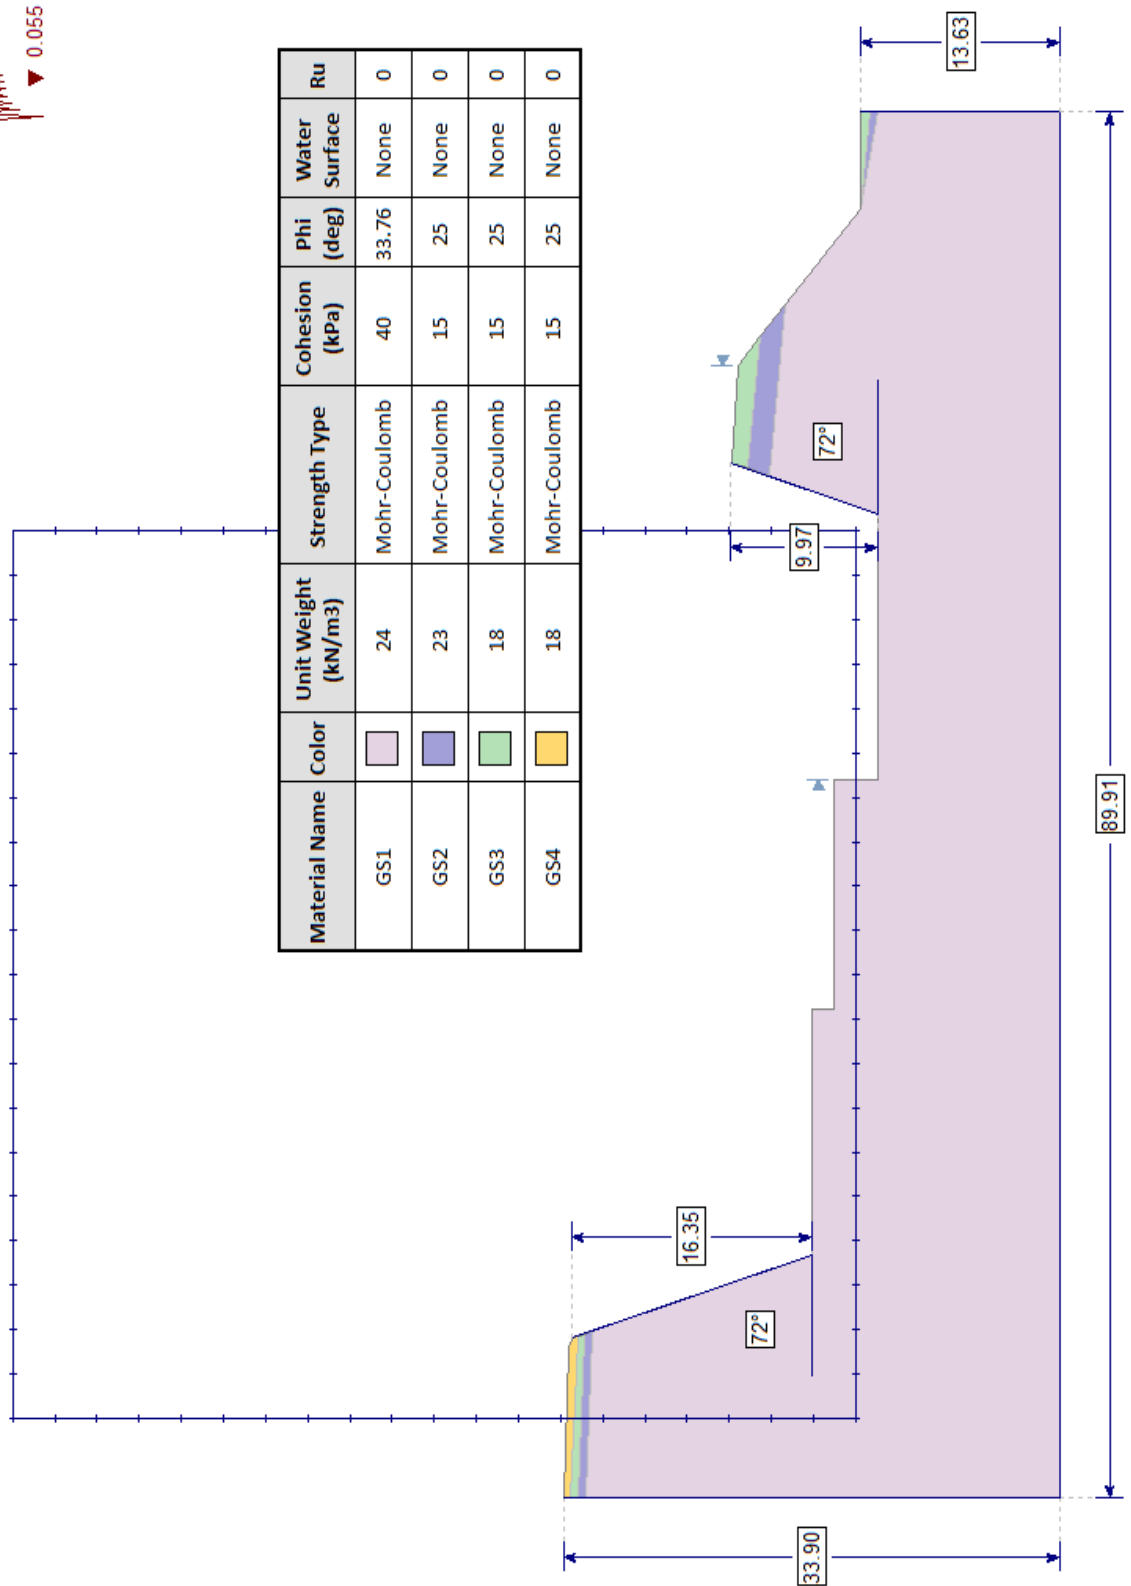 ▼ 0.055
Material Name Color Unit Weight (kN/m3) Strength Type Cohesion (kPa) Phi (deg) Water Surface Ru
GS1 24 Mohr-Coulomb 40 33.76 None 0
GS2 23 Mohr-Coulomb 15 25 None 0
GS3 18 Mohr-Coulomb 15 25 None 0
GS4 18 Mohr-Coulomb 15 25 None 0
33.90
72°
16.35
9.97
72°
13.63
89.91